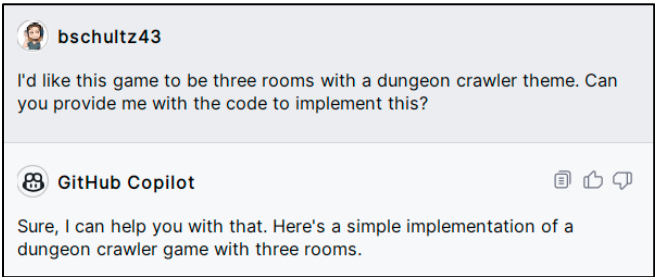 bschultz43
I'd like this game to be three rooms with a dungeon crawler theme. Can
you provide me with the code to implement this?
GitHub Copilot
Sure, I can help you with that. Here's a simple implementation of a
dungeon crawler game with three rooms.